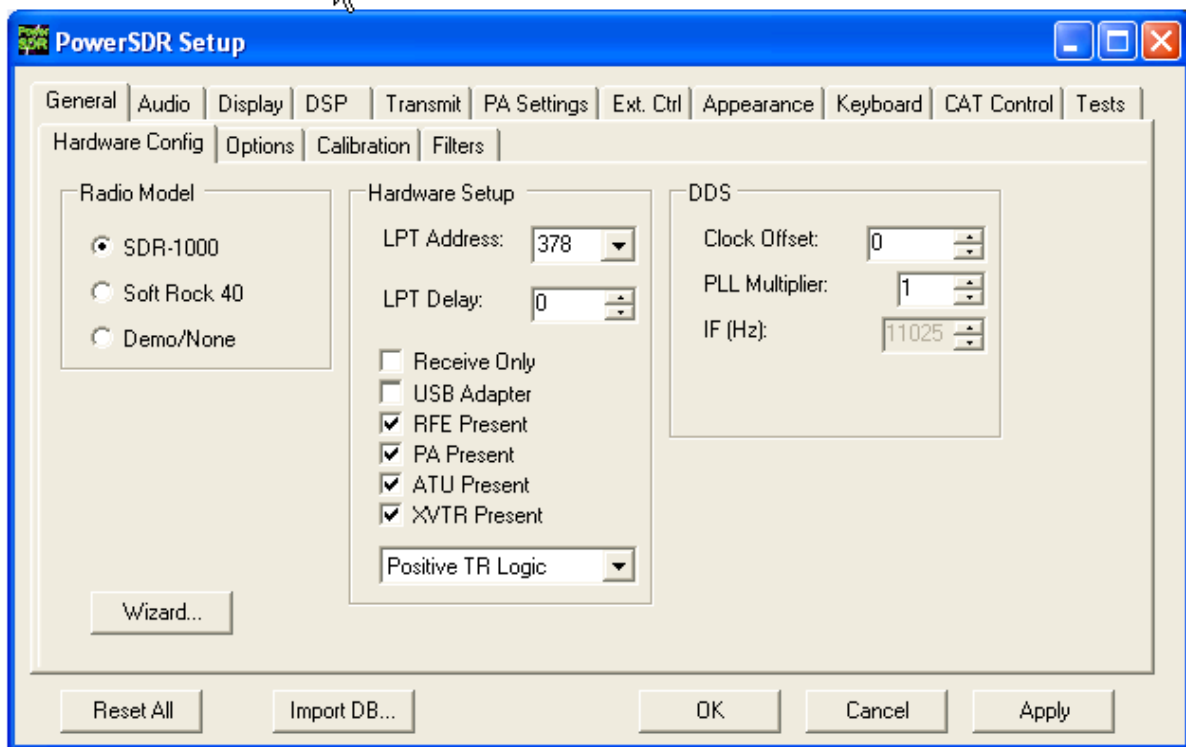 Power SDR PowerSDR Setup
General Audio Display DSP Transmit PA Settings Ext. Ctrl Appearance Keyboard CAT Control Tests
Hardware Config Options Calibration Filters
Radio Model
SDR-1000
Soft Rock 40
Demo/None
Wizard...
Hardware Setup
LPT Address: 378
LPT Delay: 0
Receive Only
USB Adapter
RFE Present
PA Present
ATU Present
XVTR Present
Positive TR Logic
DDS
Clock Offset: 0
PLL Multiplier: 1
IF (Hz): 11025
Reset All Import DB... OK Cancel Apply